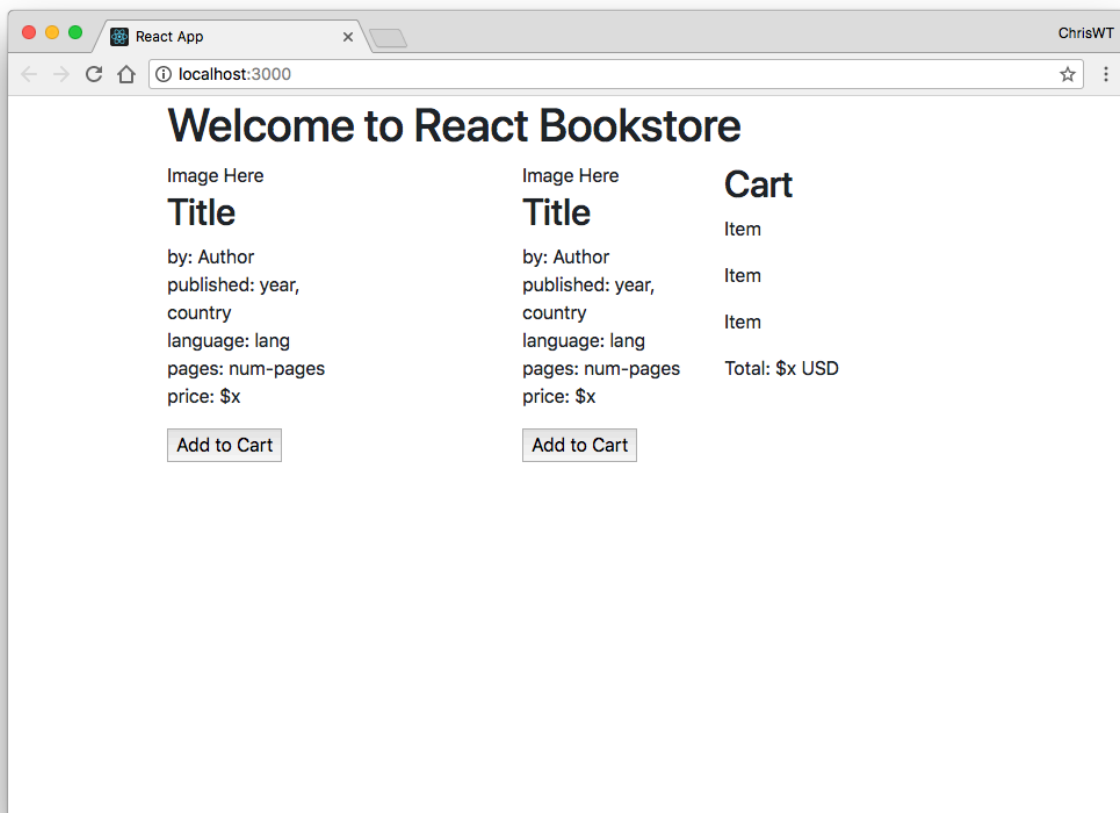 React App
ChrisWT
localhost:3000
Welcome to React Bookstore
Image Here
Title
by: Author
published: year,
country
language: lang
pages: num-pages
price: $x
Add to Cart
Image Here
Title
by: Author
published: year,
country
language: lang
pages: num-pages
price: $x
Add to Cart
Cart
Item
Item
Item
Total: $x USD